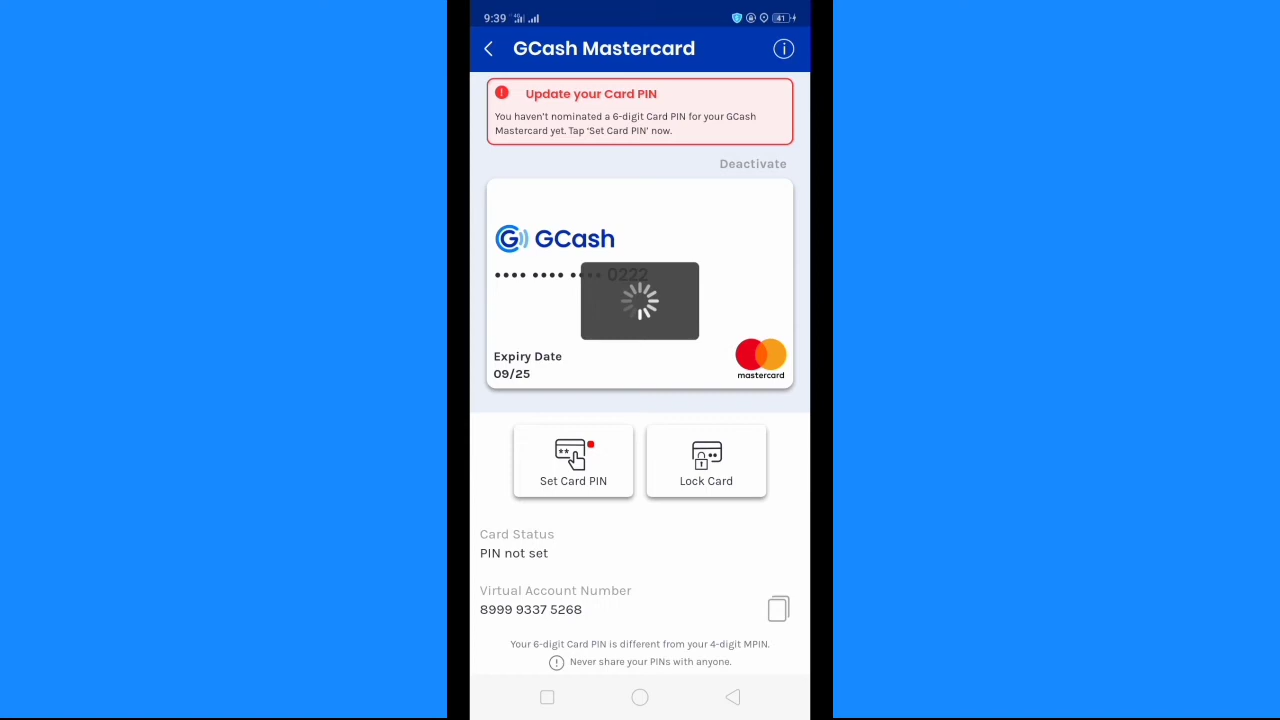 9:39
41
GCash Mastercard
Update your Card PIN
You haven't nominated a 6-digit Card PIN for your GCash
Mastercard yet. Tap 'Set Card PIN' now.
Deactivate
GCash
•••• •••• •••• 0222
Expiry Date
09/25
mastercard
Set Card PIN
Lock Card
Card Status
PIN not set
Virtual Account Number
8999 9337 5268
Your 6-digit Card PIN is different from your 4-digit MPIN.
Never share your PINs with anyone.